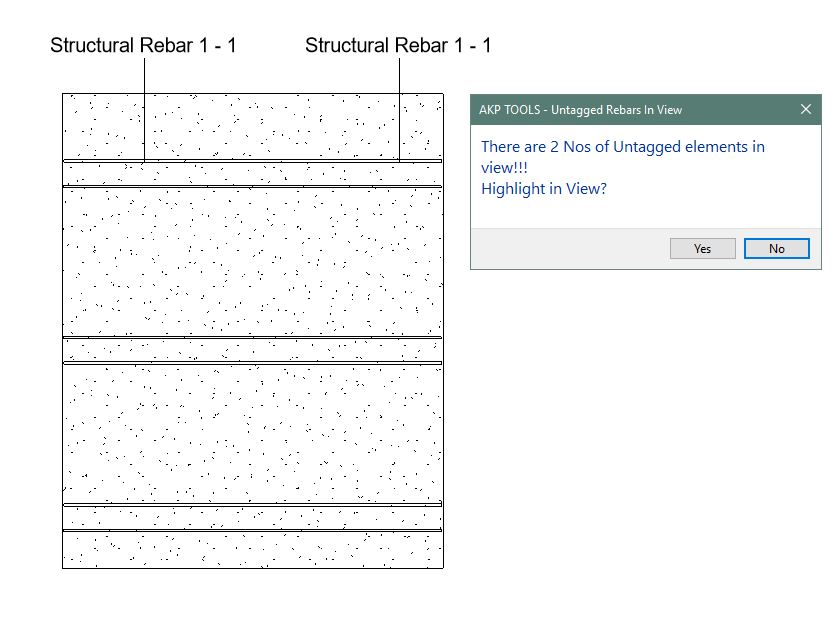 Structural Rebar 1 - 1
Structural Rebar 1 - 1
AKP TOOLS - Untagged Rebars In View
There are 2 Nos of Untagged elements in
view!!!
Highlight in View?
Yes
No